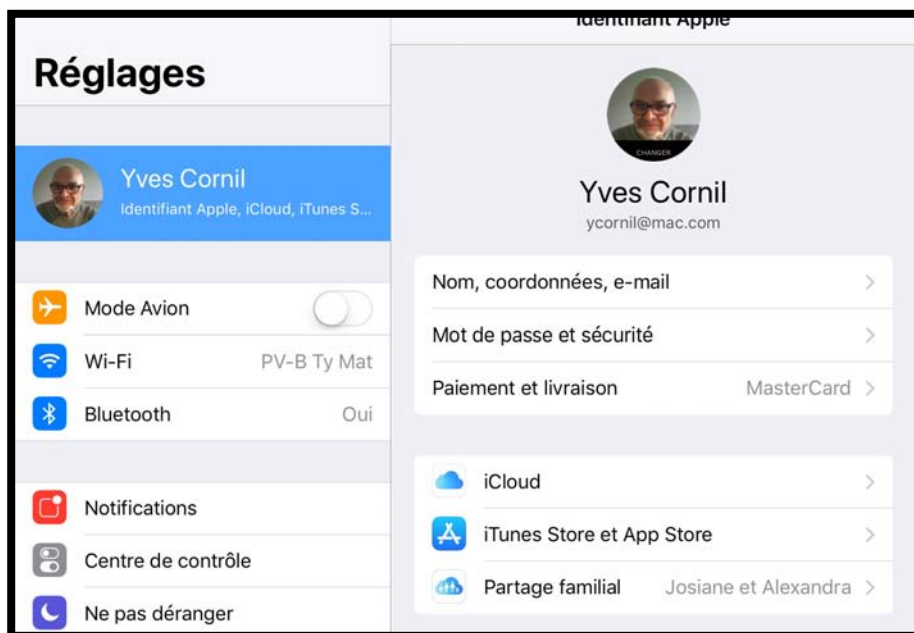 Réglages
Yves Cornil
Identifiant Apple, iCloud, iTunes S...
Mode Avion
Wi-Fi PV-B Ty Mat
Bluetooth Oui
Notifications
Centre de contrôle
Ne pas déranger
Identifiant Apple
CHANGER
Yves Cornil
ycornil@mac.com
Nom, coordonnées, e-mail
Mot de passe et sécurité
Paiement et livraison MasterCard
iCloud
iTunes Store et App Store
Partage familial Josiane et Alexandra